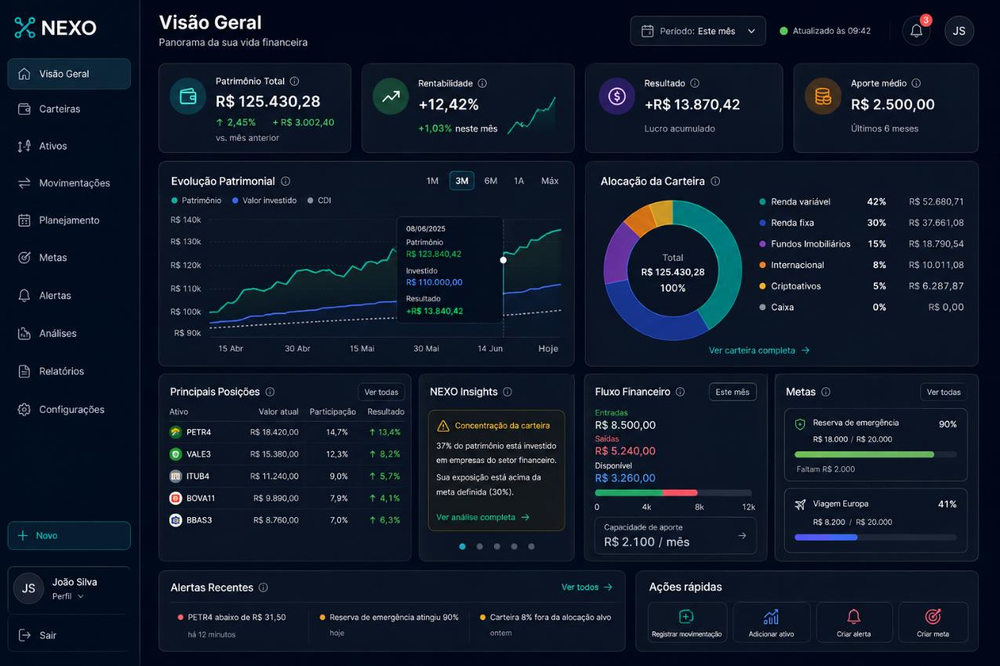 NEXO
Visão Geral
Carteiras
Ativos
Movimentações
Planejamento
Metas
Alertas
Análises
Relatórios
Configurações
Novo
JS
João Silva
Perfil
Sair
Visão Geral
Panorama da sua vida financeira
Período: Este mês
Atualizado às 09:42
3
JS
Patrimônio Total
R$ 125.430,28
↑ 2,45% + R$ 3.002,40
vs. mês anterior
Rentabilidade
+12,42%
+1,03% neste mês
Resultado
+R$ 13.870,42
Lucro acumulado
Aporte médio
R$ 2.500,00
Últimos 6 meses
Evolução Patrimonial
1M 3M 6M 1A Máx
Patrimônio Valor investido CDI
R$ 140k
R$ 130k
R$ 120k
R$ 110k
R$ 100k
R$ 90k
08/06/2025
Patrimônio
R$ 123.840,42
Investido
R$ 110.000,00
Resultado
+R$ 13.840,42
15 Abr 30 Abr 15 Mai 30 Mai 14 Jun Hoje
Alocação da Carteira
Total
R$ 125.430,28
100%
Renda variável 42% R$ 52.680,71
Renda fixa 30% R$ 37.661,08
Fundos Imobiliários 15% R$ 18.790,54
Internacional 8% R$ 10.011,08
Criptoativos 5% R$ 6.287,87
Caixa 0% R$ 0,00
Ver carteira completa →
Principais Posições
Ver todas
Ativo Valor atual Participação Resultado
PETR4 R$ 18.420,00 14,7% ↑ 13,4%
VALE3 R$ 15.380,00 12,3% ↑ 8,2%
ITUB4 R$ 11.240,00 9,0% ↑ 5,7%
BOVA11 R$ 9.890,00 7,9% ↑ 4,1%
BBAS3 R$ 8.760,00 7,0% ↑ 6,3%
NEXO Insights
Concentração da carteira
37% do patrimônio está investido
em empresas do setor financeiro.
Sua exposição está acima da
meta definida (30%).
Ver análise completa →
Fluxo Financeiro
Este mês
Entradas
R$ 8.500,00
Saídas
R$ 5.240,00
Disponível
R$ 3.260,00
0 4k 8k 12k
Capacidade de aporte
R$ 2.100 / mês
Metas
Ver todas
Reserva de emergência 90%
R$ 18.000 / R$ 20.000
Faltam R$ 2.000
Viagem Europa 41%
R$ 8.200 / R$ 20.000
Alertas Recentes
Ver todos →
PETR4 abaixo de R$ 31,50
há 12 minutos
Reserva de emergência atingiu 90%
hoje
Carteira 8% fora da alocação alvo
ontem
Ações rápidas
Registrar movimentação
Adicionar ativo
Criar alerta
Criar meta